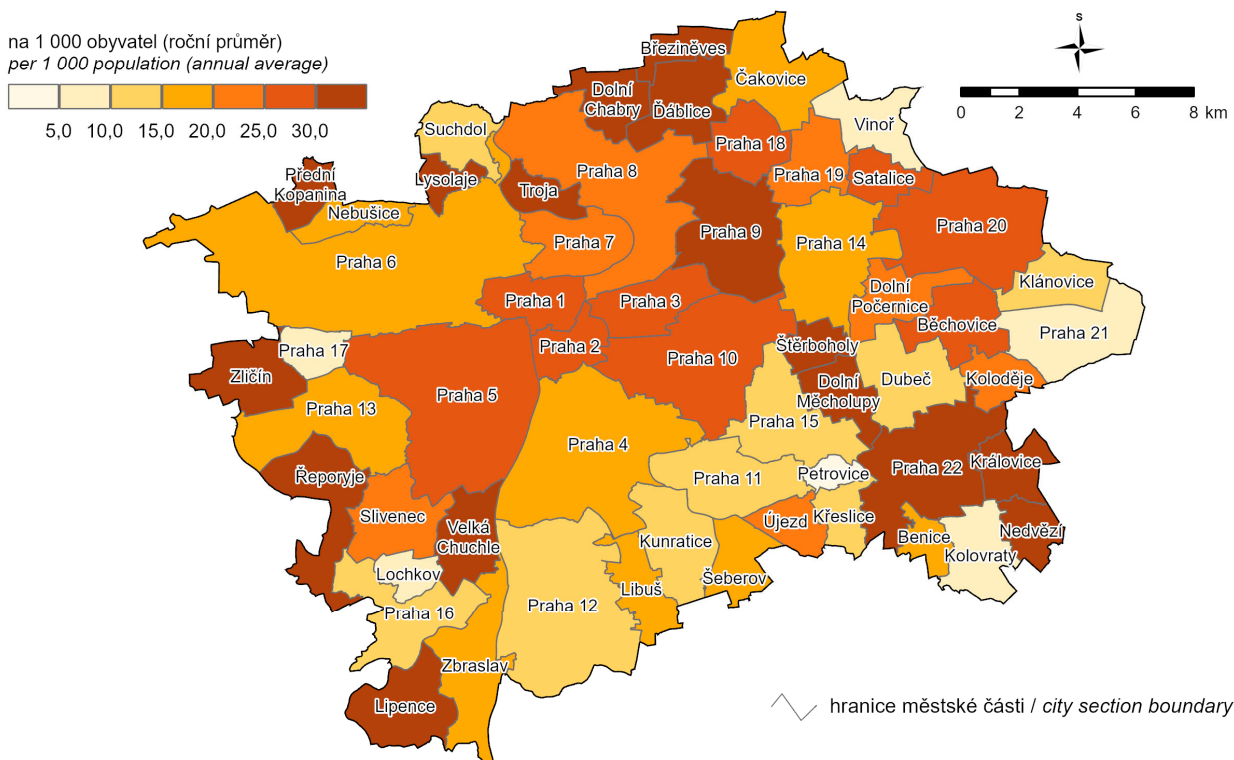 na 1 000 obyvatel (roční průměr)
per 1 000 population (annual average)
5,0 10,0 15,0 20,0 25,0 30,0
s
0 2 4 6 8 km
Březiněves
Čakovice
Dolní
Chabry
Ďáblice
Vinoř
Suchdol
Praha 18
Přední
Kopanina
Lysolaje
Troja
Praha 8
Praha 19
Satalice
Nebušice
Praha 9
Praha 20
Praha 7
Praha 14
Praha 6
Klánovice
Dolní
Počernice
Praha 1
Praha 3
Běchovice
Praha 21
Praha 17
Praha 2
Praha 10
Štěrboholy
Zličín
Dubeč
Koloděje
Praha 5
Dolní
Měcholupy
Praha 13
Praha 15
Praha 4
Řeporyje
Praha 11
Petrovice
Praha 22
Královice
Slivenec
Velká
Chuchle
Újezd
Křeslice
Kunratice
Benice
Nedvězí
Kolovraty
Lochkov
Šeberov
Libuš
Praha 12
Praha 16
Zbraslav
Lipence
hranice městské části / city section boundary